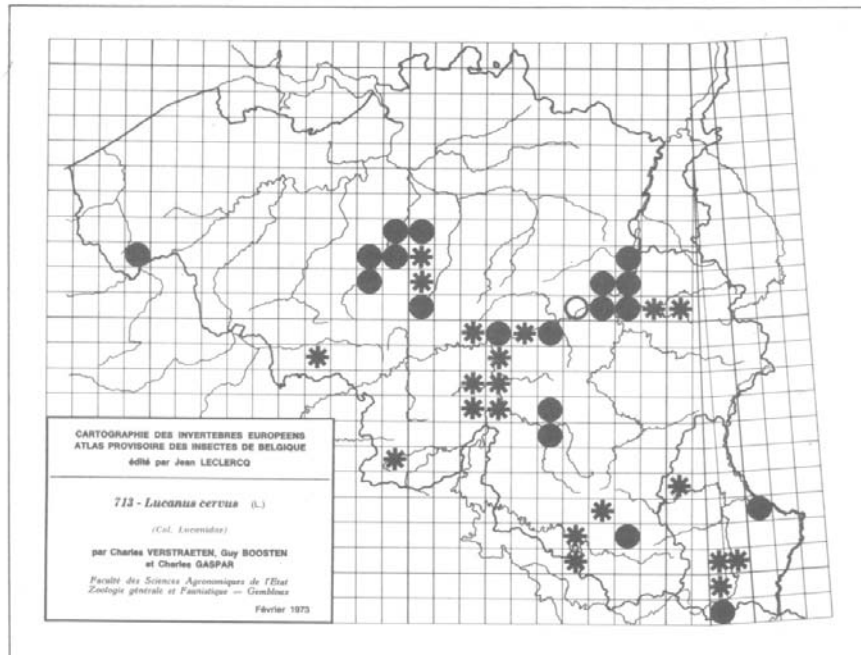 CARTOGRAPHIE DES INVERTEBRES EUROPEENS
ATLAS PROVISOIRE DES INSECTES DE BELGIQUE
édité par Jean LECLERCQ
713 - Lucanus cervus (L.)
(Col. Lucanidae)
par Charles VERSTRAETEN, Guy BOOSTEN
et Charles GASPAR
Faculté des Sciences Agronomiques de l'Etat
Zoologie générale et Faunistique — Gembloux
Février 1973